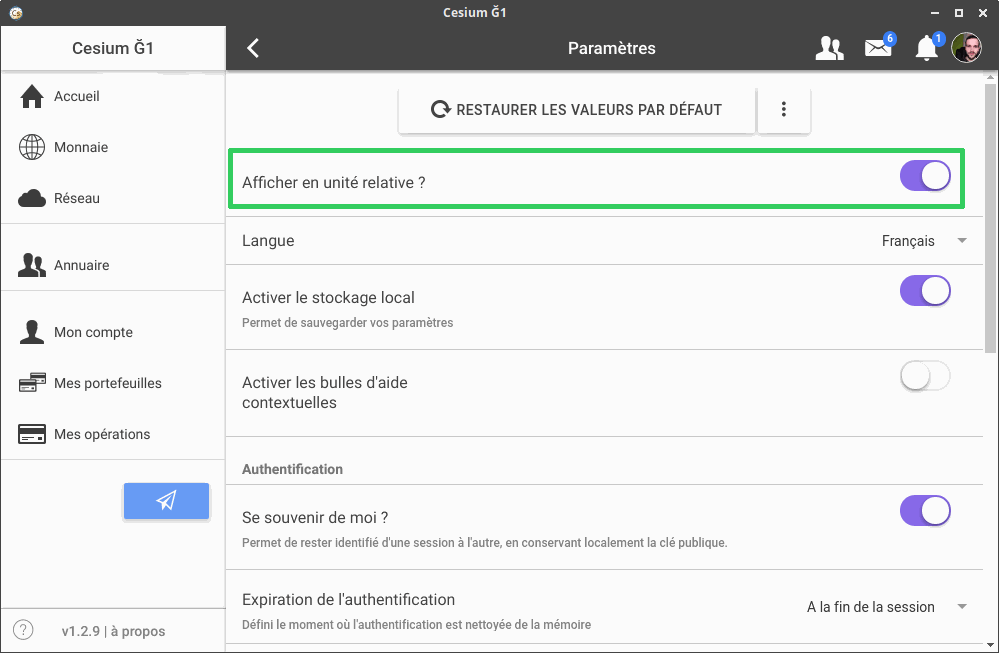 Cesium Ğ1
Cesium Ğ1
Paramètres
6
1
Accueil
Monnaie
Réseau
Annuaire
Mon compte
Mes portefeuilles
Mes opérations
v1.2.9 | à propos
RESTAURER LES VALEURS PAR DÉFAUT
Afficher en unité relative ?
Langue
Français
Activer le stockage local
Permet de sauvegarder vos paramètres
Activer les bulles d'aide
contextuelles
Authentification
Se souvenir de moi ?
Permet de rester identifié d'une session à l'autre, en conservant localement la clé publique.
Expiration de l'authentification
A la fin de la session
Défini le moment où l'authentification est nettoyée de la mémoire